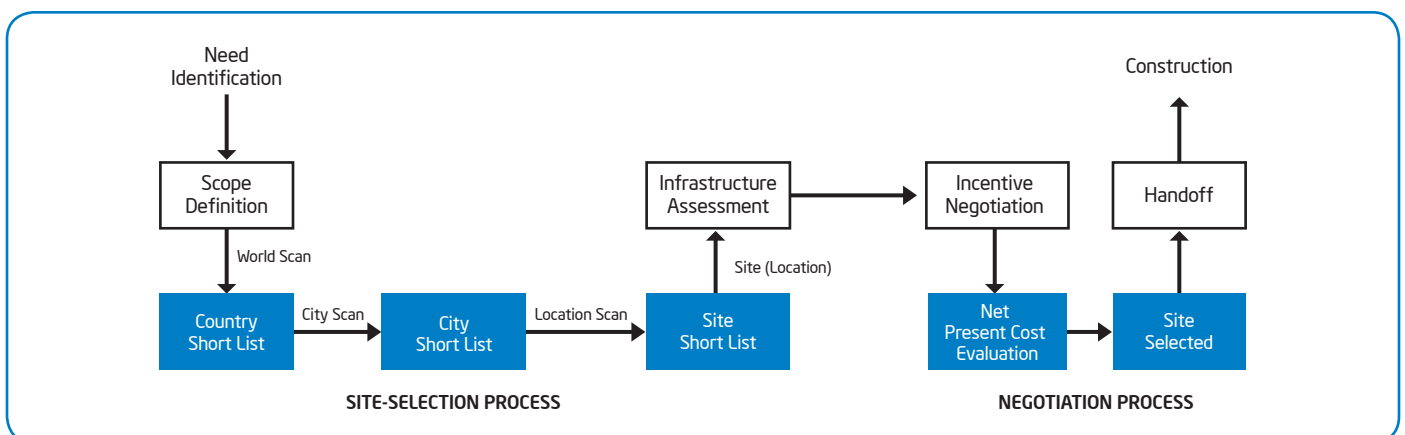 Need
Identification
Construction
Scope
Definition
Infrastructure
Assessment
Incentive
Negotiation
Handoff
World Scan
Site (Location)
Country
Short List
City Scan
City
Short List
Location Scan
Site
Short List
Net
Present Cost
Evaluation
Site
Selected
SITE-SELECTION PROCESS
NEGOTIATION PROCESS